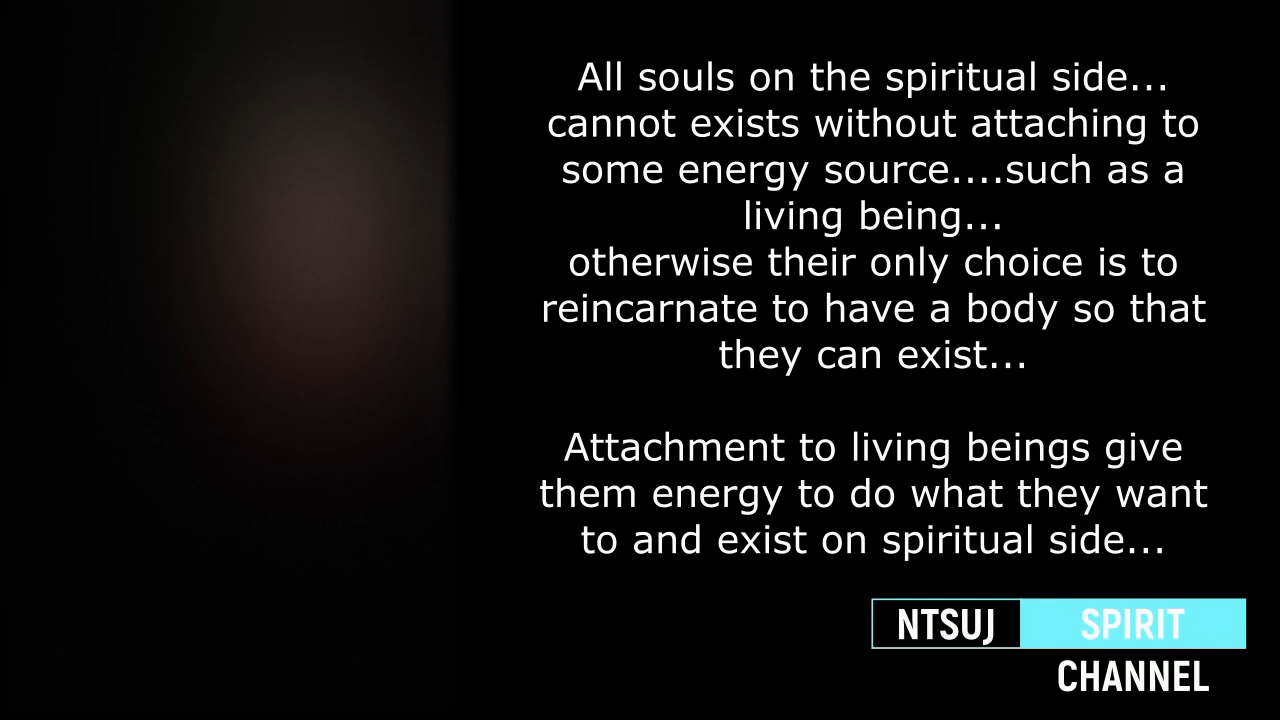 All souls on the spiritual side...
cannot exists without attaching to
some energy source....such as a
living being...
otherwise their only choice is to
reincarnate to have a body so that
they can exist...
Attachment to living beings give
them energy to do what they want
to and exist on spiritual side...
NTSUJ SPIRIT
CHANNEL